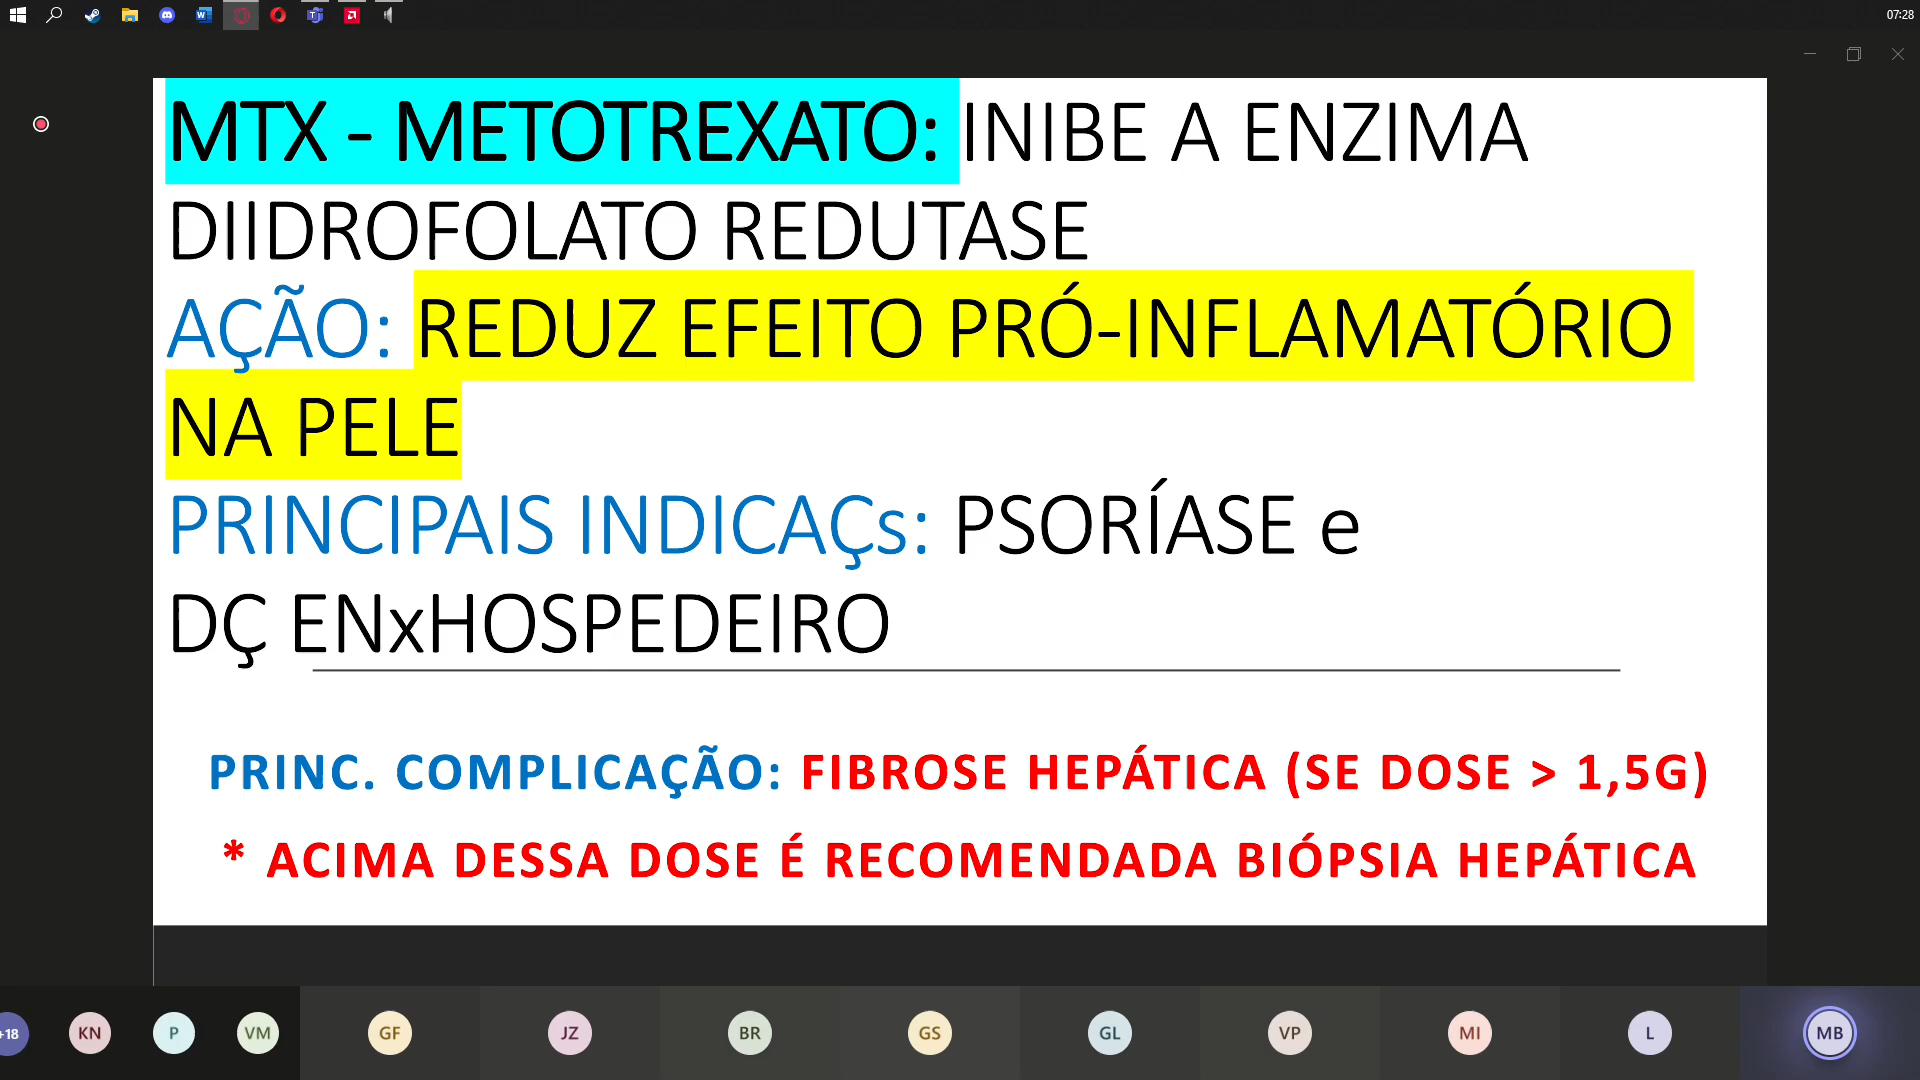 07:28
MTX - METOTREXATO: INIBE A ENZIMA
DIIDROFOLATO REDUTASE
AÇÃO: REDUZ EFEITO PRÓ-INFLAMATÓRIO
NA PELE
PRINCIPAIS INDICAÇs: PSORÍASE e
DÇ ENxHOSPEDEIRO
PRINC. COMPLICAÇÃO: FIBROSE HEPÁTICA (SE DOSE > 1,5G)
* ACIMA DESSA DOSE É RECOMENDADA BIÓPSIA HEPÁTICA
+18 KN P VM GF JZ BR GS GL VP MI L MB